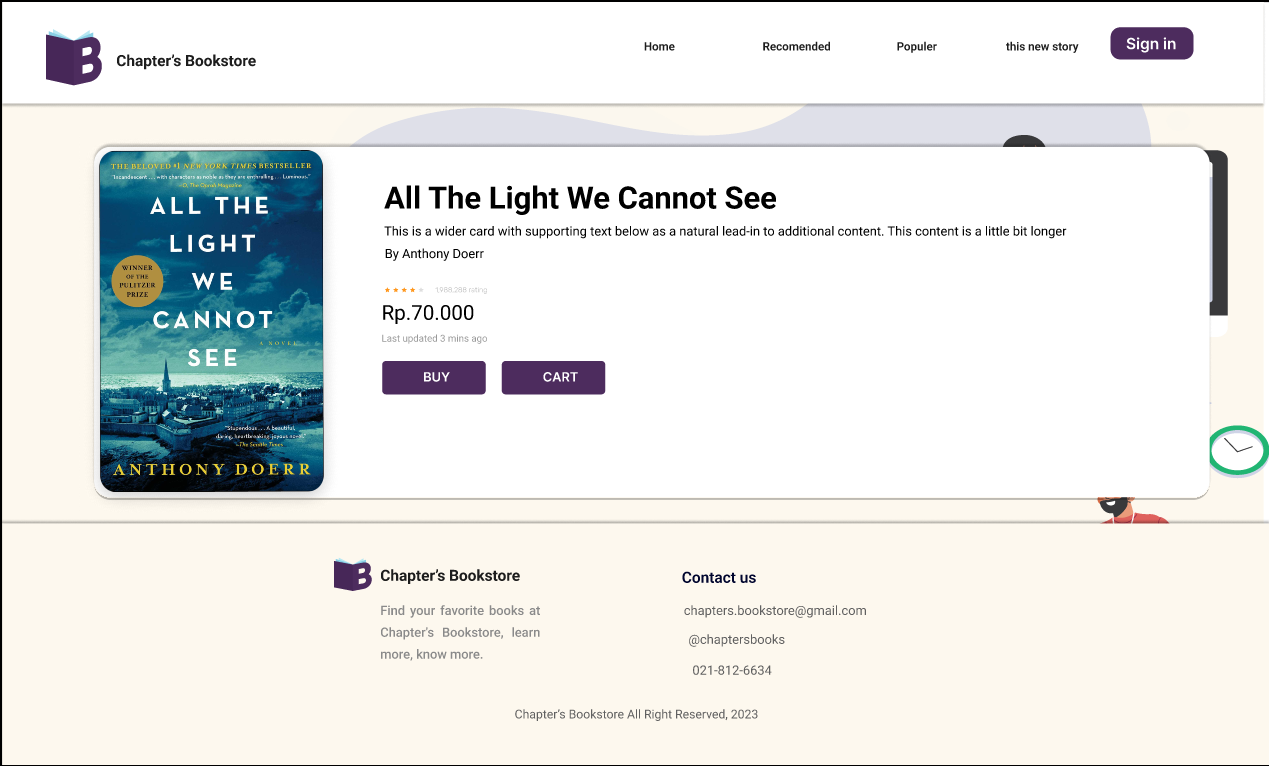 Chapter's Bookstore
Home
Recomended
Populer
this new story
Sign in
THE BELOVED #1 NEW YORK TIMES BESTSELLER
"Incandescent . . . with characters as noble as they are enthralling . . . Luminous."
—O, The Oprah Magazine
ALL THE
LIGHT
WE
CANNOT
SEE
WINNER
OF THE
PULITZER
PRIZE
A NOVEL
"Stupendous . . . A beautiful,
daring, heartbreaking, joyous novel."
—The Seattle Times
ANTHONY DOERR
All The Light We Cannot See
This is a wider card with supporting text below as a natural lead-in to additional content. This content is a little bit longer
By Anthony Doerr
1.988.288 rating
Rp.70.000
Last updated 3 mins ago
BUY
CART
Chapter's Bookstore
Find your favorite books at
Chapter's Bookstore, learn
more, know more.
Contact us
chapters.bookstore@gmail.com
@chaptersbooks
021-812-6634
Chapter's Bookstore All Right Reserved, 2023